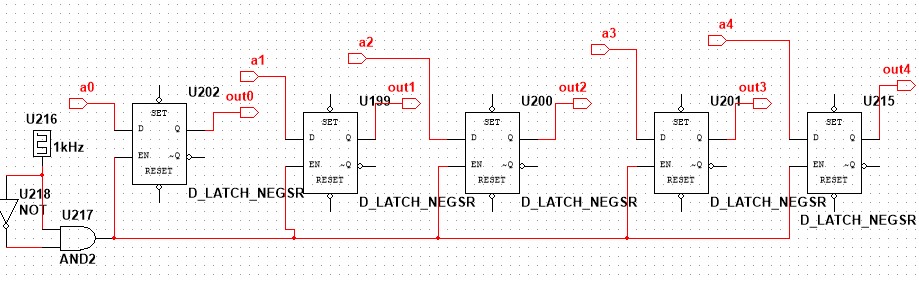 a0
U216
1kHz
U218
NOT
U217
AND2
SET
D
Q
EN
~Q
RESET
U202
out0
D_LATCH_NEGSR
a1
SET
D
Q
EN
~Q
RESET
U199
out1
D_LATCH_NEGSR
a2
SET
D
Q
EN
~Q
RESET
U200
out2
D_LATCH_NEGSR
a3
SET
D
Q
EN
~Q
RESET
U201
out3
D_LATCH_NEGSR
a4
SET
D
Q
EN
~Q
RESET
U215
out4
D_LATCH_NEGSR